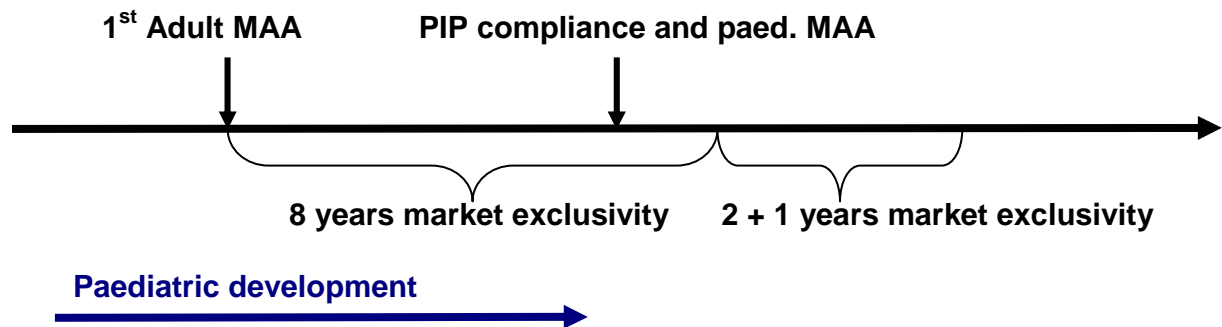 1st Adult MAA
PIP compliance and paed. MAA
8 years market exclusivity
2 + 1 years market exclusivity
Paediatric development